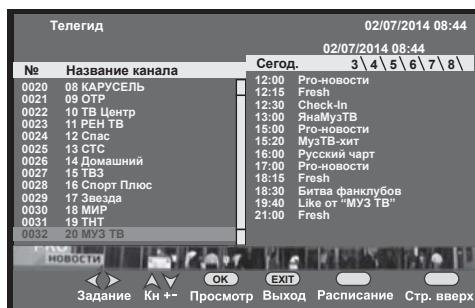 Телегид 02/07/2014 08:44
02/07/2014 08:44
№ Название канала
Сегод. 3\ 4\ 5\ 6\ 7\ 8\
0020 08 КАРУСЕЛЬ
0021 09 ОТР
0022 10 ТВ Центр
0023 11 РЕН ТВ
0024 12 Спас
0025 13 СТС
0026 14 Домашний
0027 15 ТВ3
0028 16 Спорт Плюс
0029 17 Звезда
0030 18 МИР
0031 19 ТНТ
0032 20 МУЗ ТВ
12:00 Pro-новости
12:15 Fresh
12:30 Check-In
13:00 ЯнаМузТВ
15:00 Pro-новости
15:20 МузТВ-хит
16:00 Русский чарт
17:00 Pro-новости
18:15 Fresh
18:30 Битва фанклубов
19:40 Like от “МУЗ ТВ”
21:00 Fresh
НОВОСТИ
OK EXIT
Задание Кн +- Просмотр Выход Расписание Стр. вверх